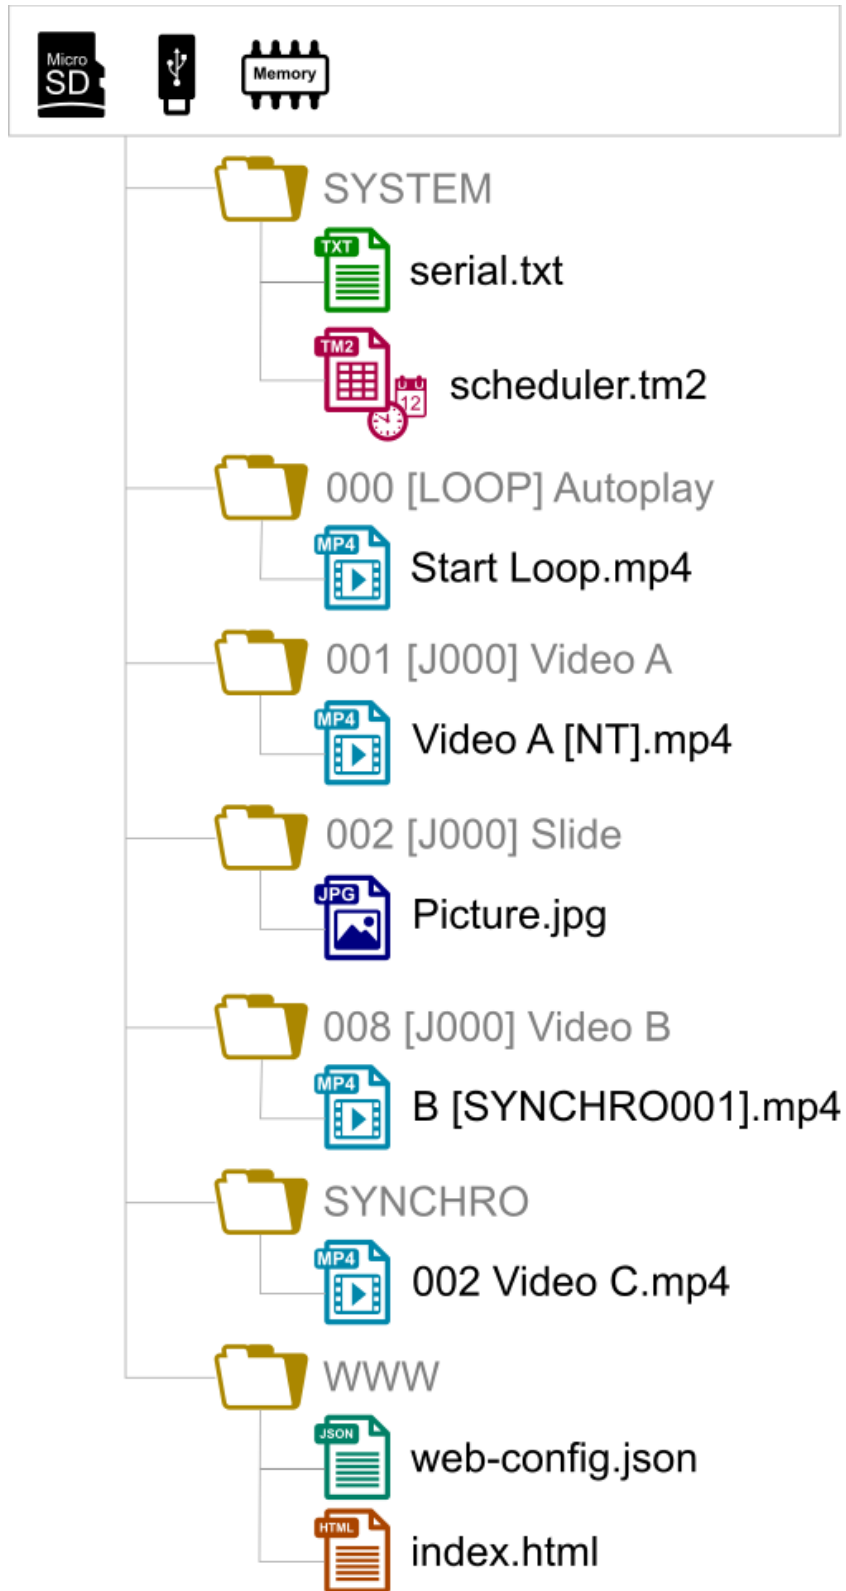 Micro
SD
Memory
SYSTEM
TXT
serial.txt
TM2
12
scheduler.tm2
000 [LOOP] Autoplay
MP4
Start Loop.mp4
001 [J000] Video A
MP4
Video A [NT].mp4
002 [J000] Slide
JPG
Picture.jpg
008 [J000] Video B
MP4
B [SYNCHRO001].mp4
SYNCHRO
MP4
002 Video C.mp4
WWW
JSON
web-config.json
HTML
index.html